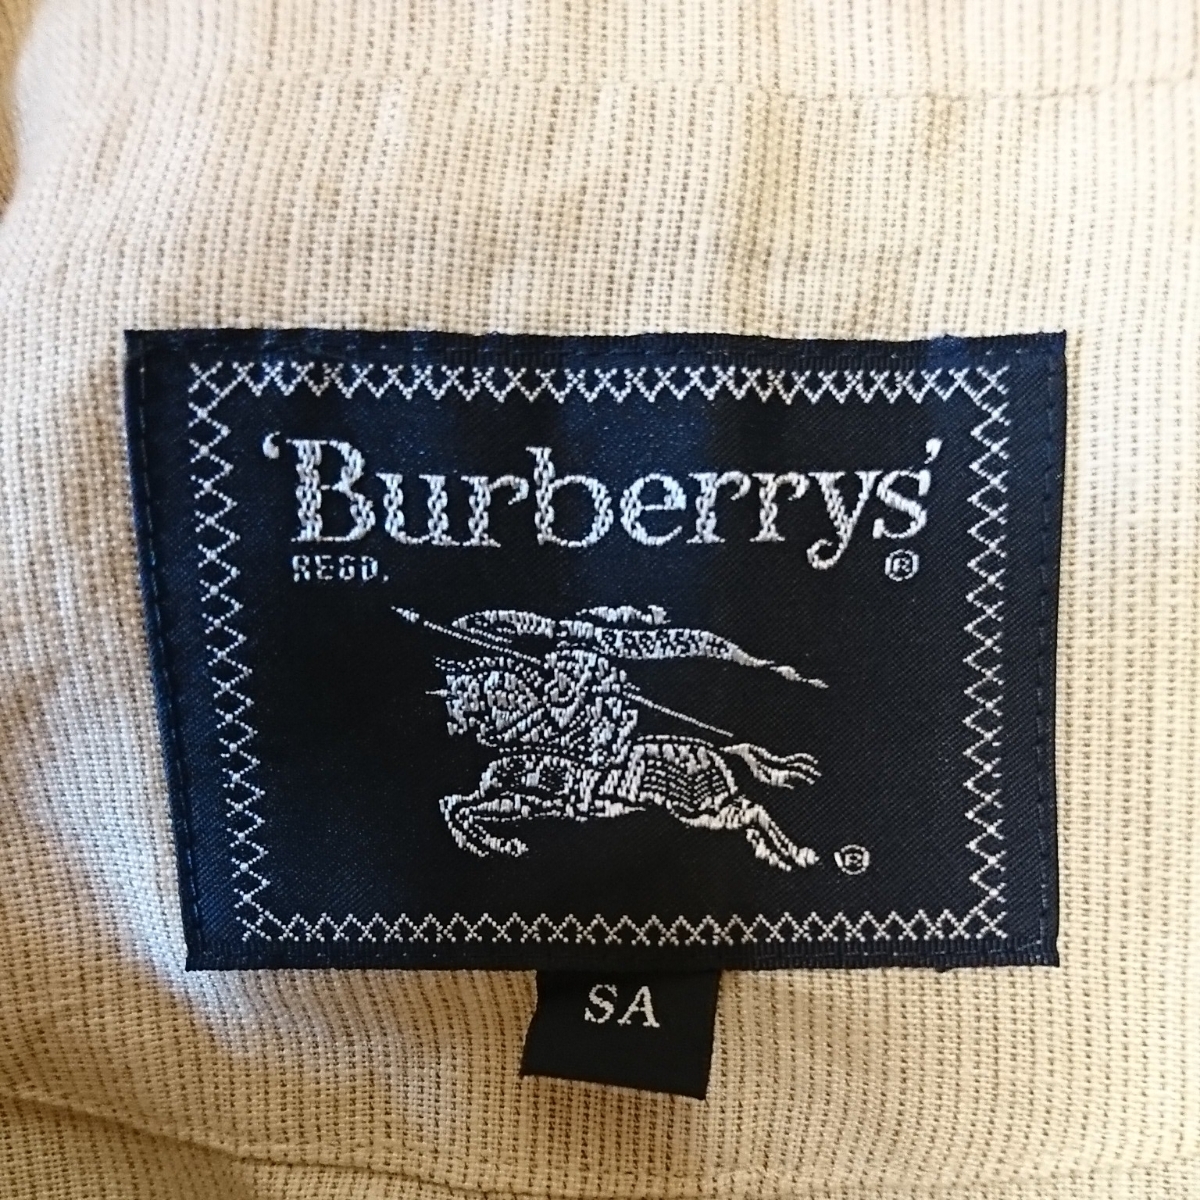 'Burberrys'
REGD. ®
®
SA